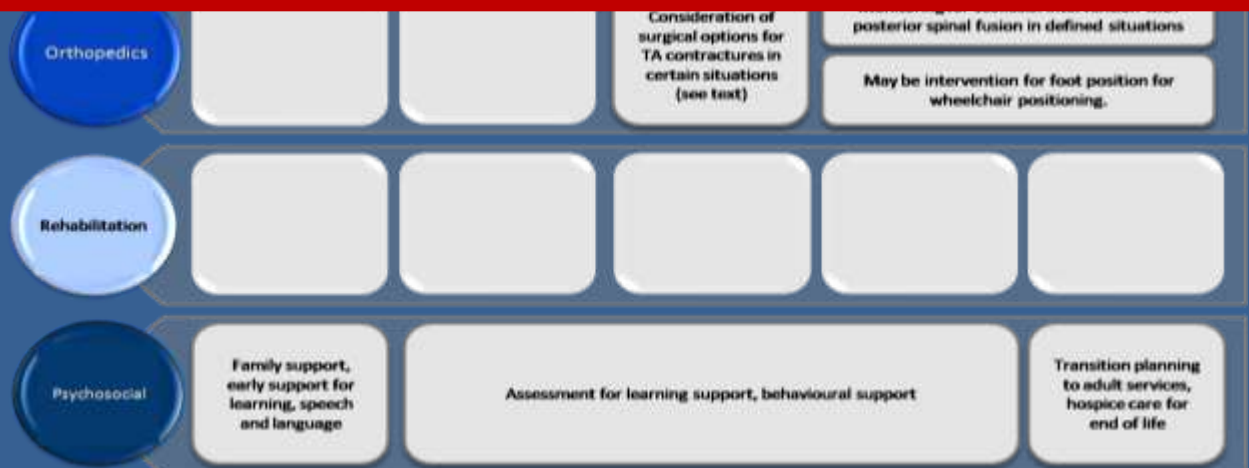 Orthopedics
Consideration of
surgical options for
TA contractures in
certain situations
(see text)
posterior spinal fusion in defined situations
May be intervention for foot position for
wheelchair positioning.
Rehabilitation
Psychosocial
Family support,
early support for
learning, speech
and language
Assessment for learning support, behavioural support
Transition planning
to adult services,
hospice care for
end of life